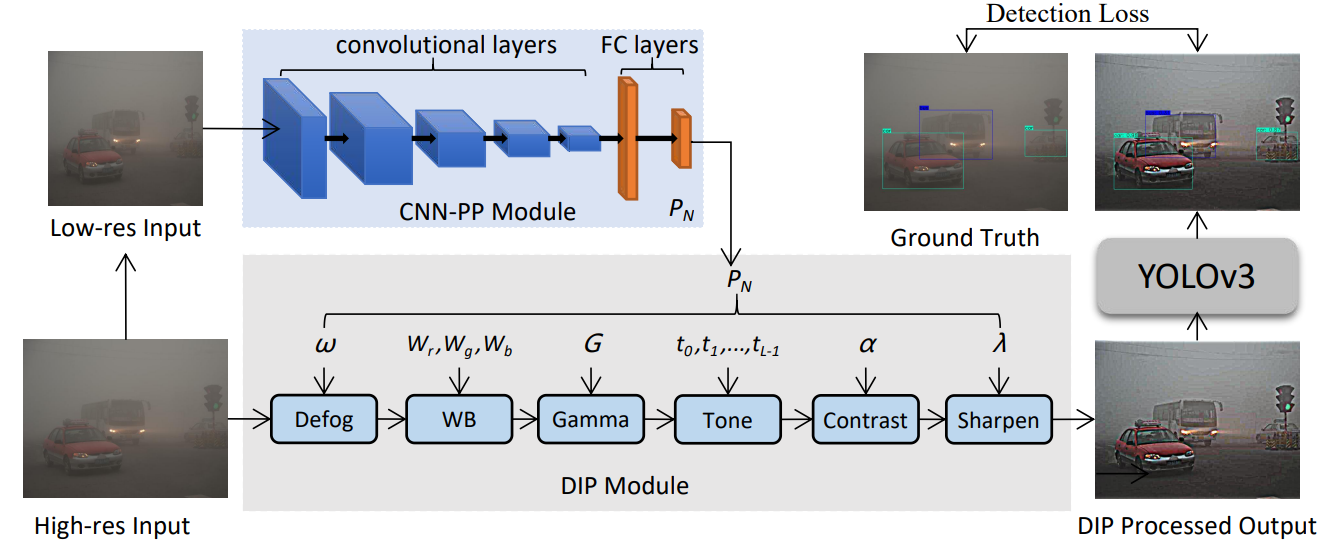 Detection Loss
convolutional layers
FC layers
CNN-PP Module
P_N
Low-res Input
Ground Truth
YOLOv3
P_N
ω
W_r,W_g,W_b
G
t_0,t_1,...,t_{L-1}
α
λ
Defog
WB
Gamma
Tone
Contrast
Sharpen
DIP Module
High-res Input
DIP Processed Output